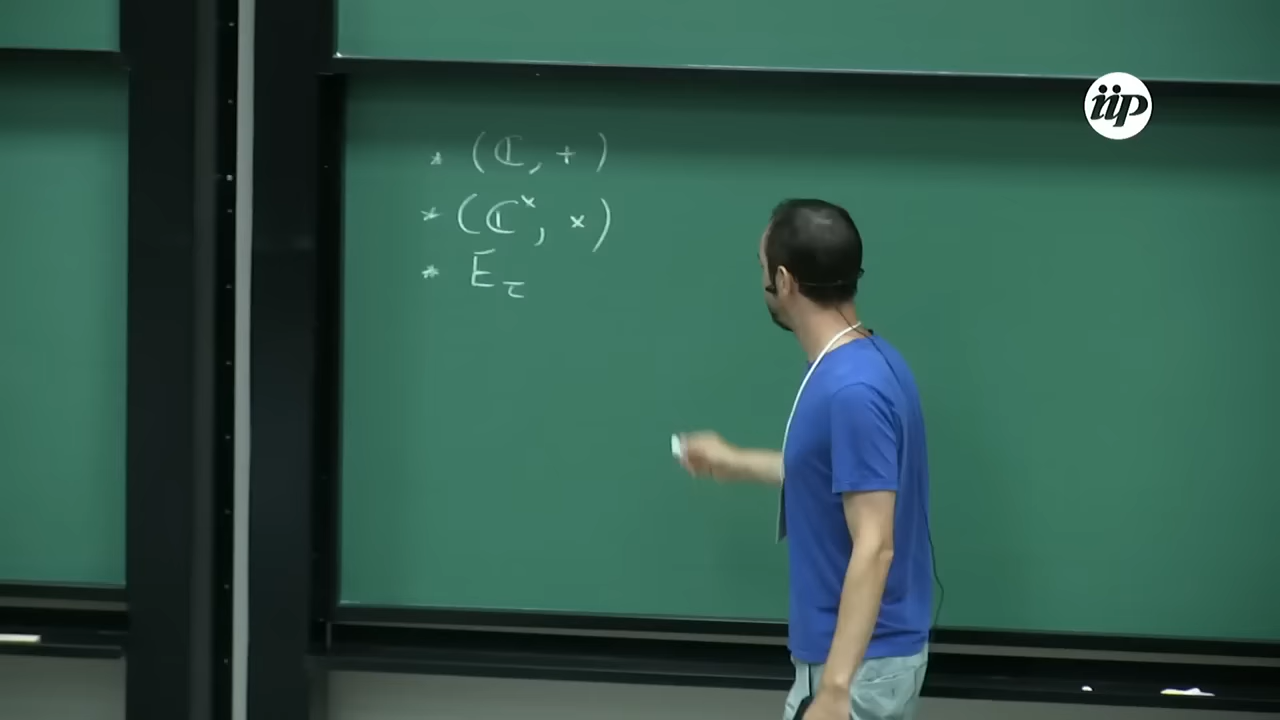 * (ℂ, +)
* (ℂ^×, ×)
* E_τ
iip